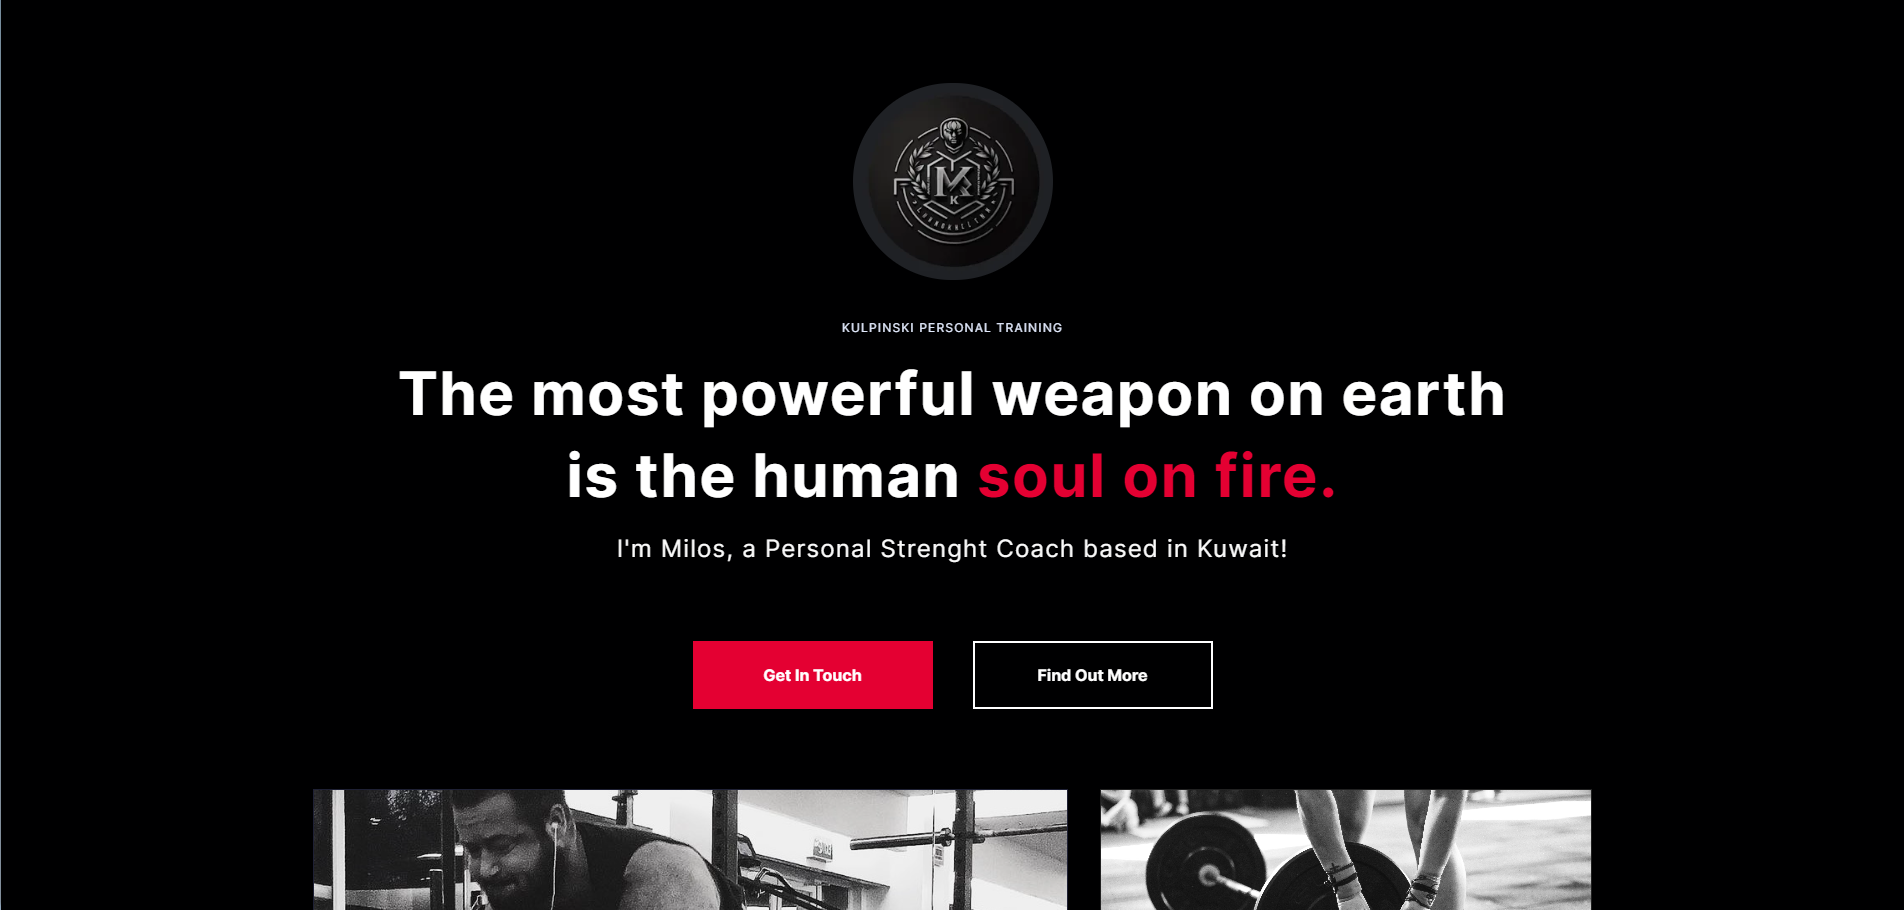 MK
K
KULPINSKI PERSONAL TRAINING
The most powerful weapon on earth
is the human soul on fire.
I'm Milos, a Personal Strenght Coach based in Kuwait!
Get In Touch
Find Out More